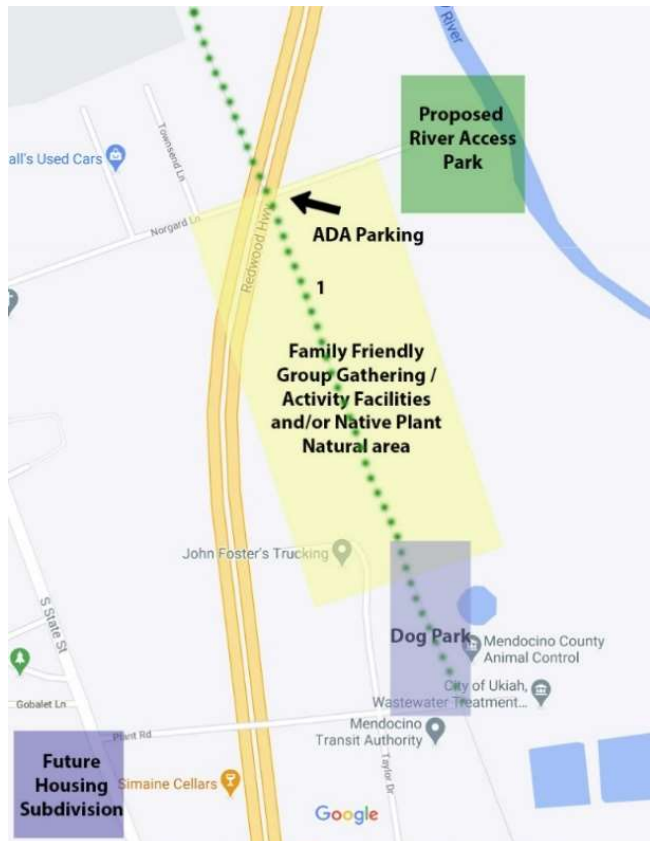 River
Proposed
River Access
Park
all's Used Cars
Townsend Ln
Norgard Ln
Redwood Hwy
ADA Parking
1
Family Friendly
Group Gathering /
Activity Facilities
and/or Native Plant
Natural area
John Foster's Trucking
S State St
Dog Park
Mendocino County
Animal Control
City of Ukiah,
Wastewater Treatment...
Gobalet Ln
Plant Rd
Mendocino
Transit Authority
Taylor Dr
Future
Housing
Subdivision
Simaine Cellars
Google